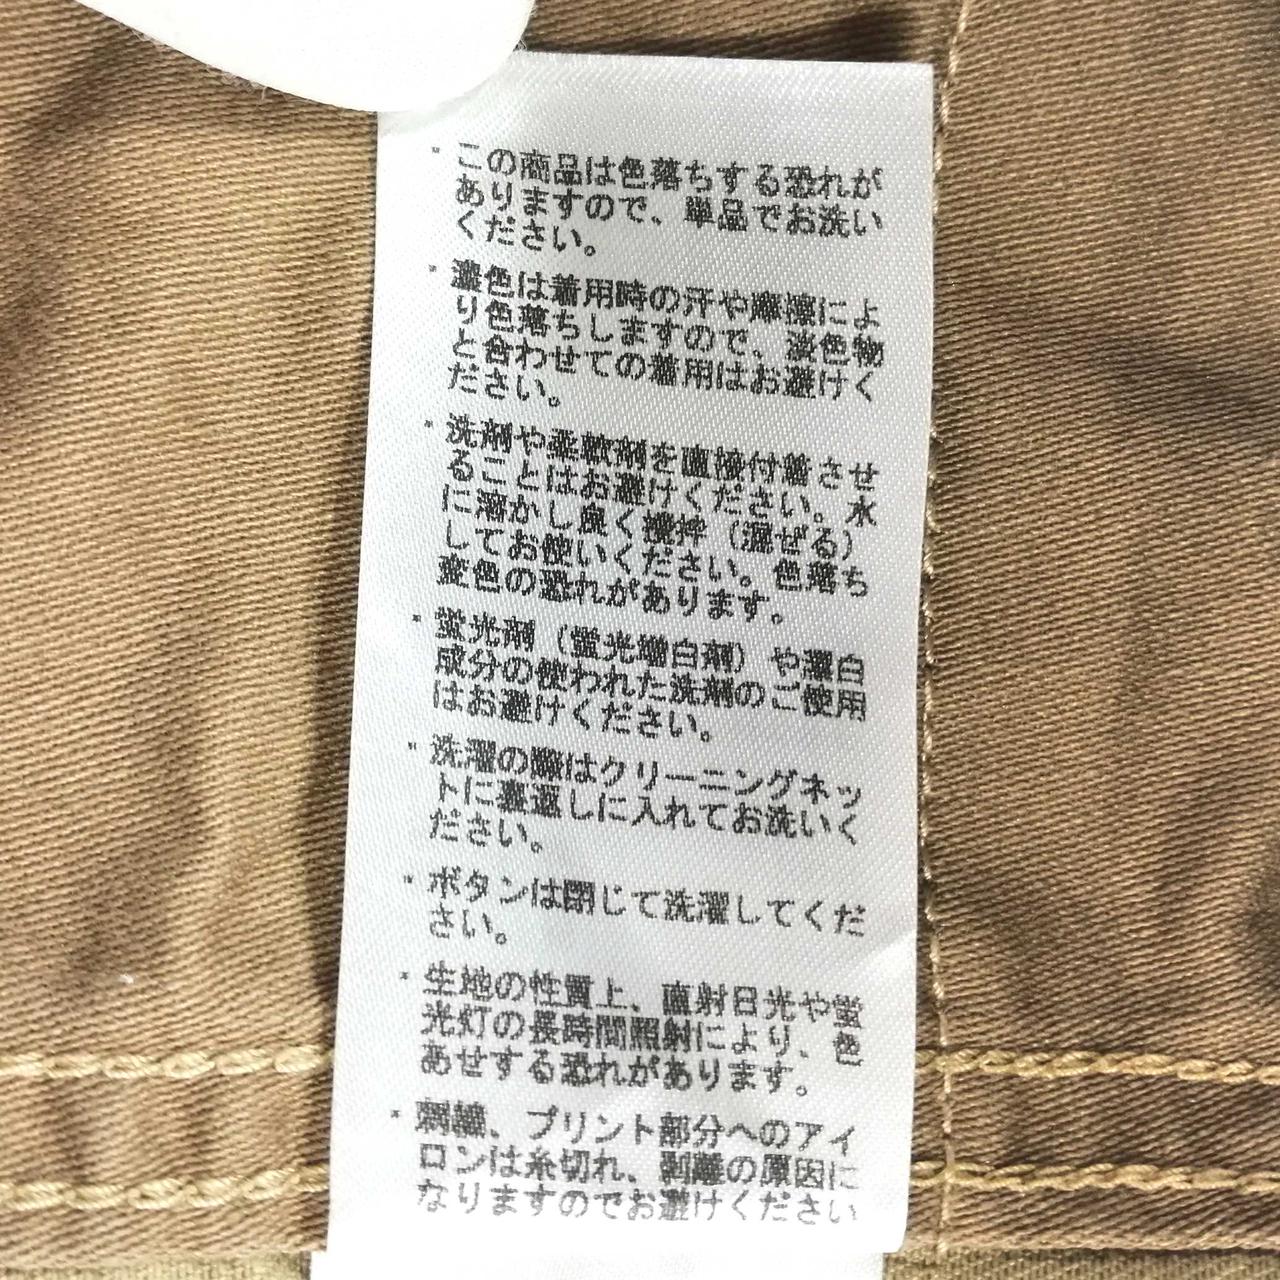 ・この商品は色落ちする恐れが
ありますので、単品でお洗い
ください。
・濃色は着用時の汗や摩擦によ
り色落ちしますので、淡色物
と合わせての着用はお避けく
ださい。
・洗剤や柔軟剤を直接付着させ
ることはお避けください。水
に溶かし良く攪拌（混ぜる）
してお使いください。色落ち
変色の恐れがあります。
・蛍光剤（蛍光増白剤）や漂白
成分の使われた洗剤のご使用
はお避けください。
・洗濯の際はクリーニングネッ
トに裏返しに入れてお洗いく
ださい。
・ボタンは閉じて洗濯してくだ
さい。
・生地の性質上、直射日光や蛍
光灯の長時間照射により、色
あせする恐れがあります。
・刺繍、プリント部分へのアイ
ロンは糸切れ、剥離の原因に
なりますのでお避けください